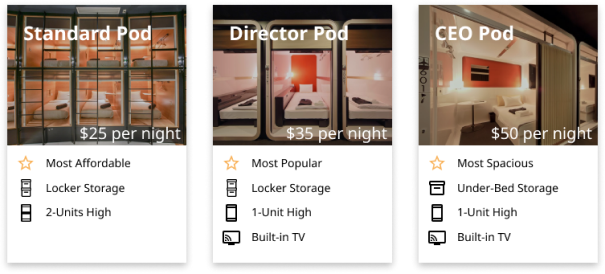 Standard Pod
$25 per night
Most Affordable
Locker Storage
2-Units High
Director Pod
$35 per night
Most Popular
Locker Storage
1-Unit High
Built-in TV
CEO Pod
$50 per night
Most Spacious
Under-Bed Storage
1-Unit High
Built-in TV